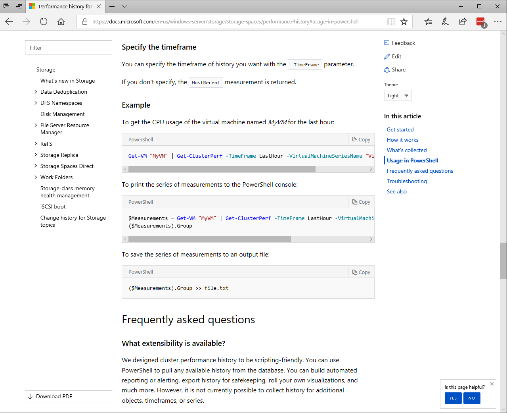 Performance history for
https://docs.microsoft.com/en-us/windows-server/storage/storage-spaces/performance-history#usage-in-powershell
Filter
Storage
What's new in Storage
Data Deduplication
DFS Namespaces
Disk Management
File Server Resource
Manager
ReFS
Storage Replica
Storage Spaces Direct
Work Folders
Storage-class memory
health management
iSCSI boot
Change history for Storage
topics
Download PDF
Specify the timeframe
You can specify the timeframe of history you want with the -TimeFrame parameter.
If you don't specify, the MostRecent measurement is returned.
Example
To get the CPU usage of the virtual machine named MyVM for the last hour:
PowerShell
Copy
Get-VM "MyVM" | Get-ClusterPerf -TimeFrame LastHour -VirtualMachineSeriesName "Vi
To print the series of measurements to the PowerShell console:
PowerShell
Copy
$Measurements = Get-VM "MyVM" | Get-ClusterPerf -TimeFrame LastHour -VirtualMachi
($Measurements).Group
To save the series of measurements to an output file:
PowerShell
Copy
($Measurements).Group >> file.txt
Frequently asked questions
What extensibility is available?
We designed cluster performance history to be scripting-friendly. You can use
PowerShell to pull any available history from the database. You can build automated
reporting or alerting, export history for safekeeping, roll your own visualizations, and
much more. However, it is not currently possible to collect history for additional
objects, timeframes, or series.
Feedback
Edit
Share
Theme
Light
In this article
Get started
How it works
What's collected
Usage in PowerShell
Frequently asked questions
Troubleshooting
See also
Is this page helpful?
Yes
No